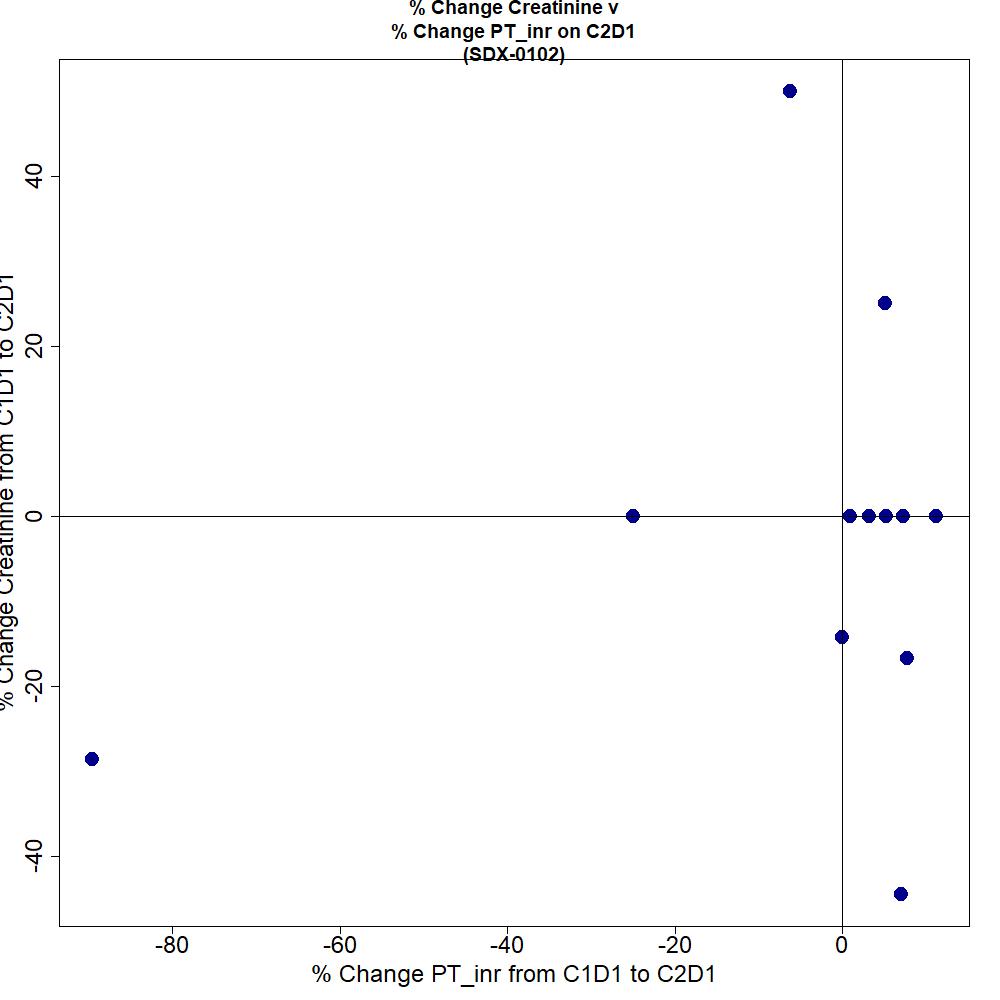 % Change Creatinine v
% Change PT_inr on C2D1
(SDX-0102)
% Change Creatinine from C1D1 to C2D1
40
20
0
-20
-40
-80
-60
-40
-20
0
% Change PT_inr from C1D1 to C2D1